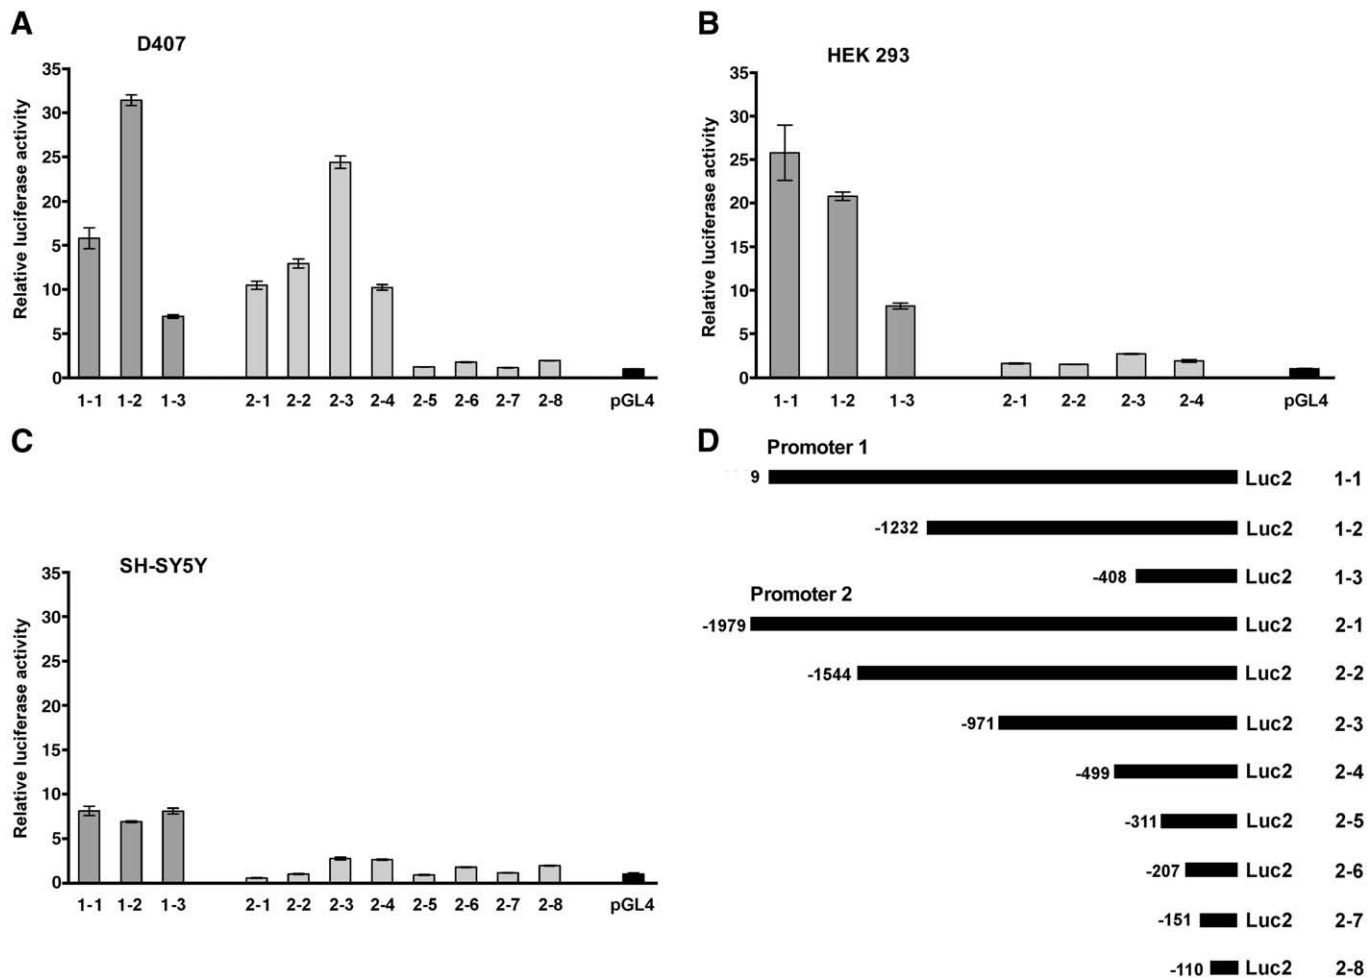 A
D407
Relative luciferase activity
35
30
25
20
5
10
5
0
1-1 1-2 1-3 2-1 2-2 2-3 2-4 2-5 2-6 2-7 2-8 pGL4
B
HEK 293
Relative luciferase activity
35
30
25
20
15
10
5
0
1-1 1-2 1-3 2-1 2-2 2-3 2-4 pGL4
C
SH-SY5Y
Relative luciferase activity
35
30
25
20
15
10
5
0
1-1 1-2 1-3 2-1 2-2 2-3 2-4 2-5 2-6 2-7 2-8 pGL4
D
Promoter 1
9 Luc2 1-1
-1232 Luc2 1-2
-408 Luc2 1-3
Promoter 2
-1979 Luc2 2-1
-1544 Luc2 2-2
-971 Luc2 2-3
-499 Luc2 2-4
-311 Luc2 2-5
-207 Luc2 2-6
-151 Luc2 2-7
-110 Luc2 2-8